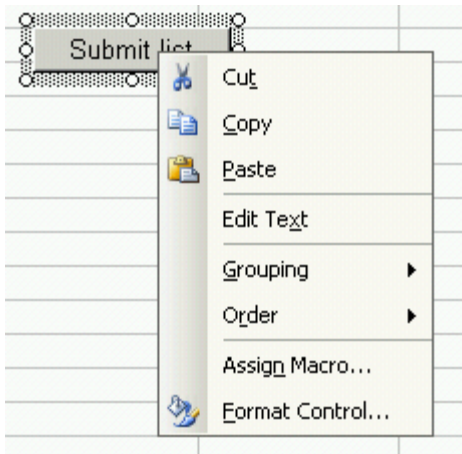 Submit list
Cut
Copy
Paste
Edit Text
Grouping
Order
Assign Macro...
Format Control...